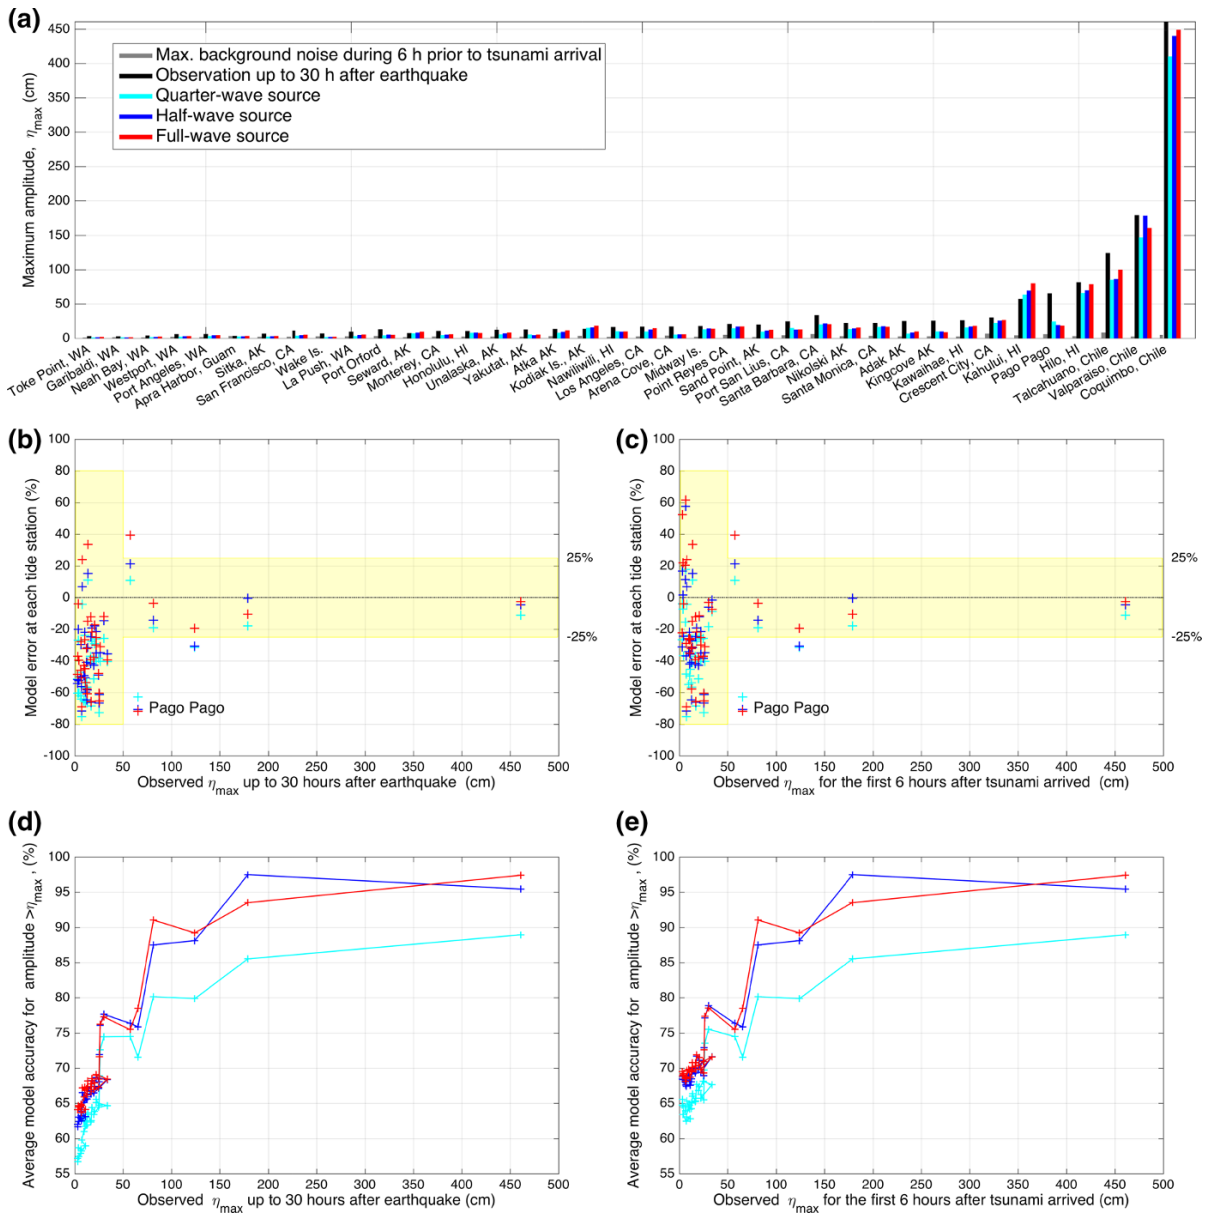 (a)
450
400
350
300
250
200
150
100
50
0
Maximum amplitude, ηmax (cm)
Max. background noise during 6 h prior to tsunami arrival
Observation up to 30 h after earthquake
Quarter-wave source
Half-wave source
Full-wave source
Toke Point, WA
Garibaldi, WA
Nean Bay, WA
Westport, WA
Port Angeles, WA
Apra Harbor, Guam
Sitka, AK
San Francisco, CA
Wake Is.
La Push, WA
Port Orford
Seward, AK
Monterey, CA
Honolulu, HI
Unalaska, AK
Yakutat, AK
Atka AK
Kodiak Is., AK
Nawiliwili, HI
Los Angeles, CA
Arena Cove, CA
Midway Is.
Point Reyes CA
Sand Point, AK
Port San Lius, CA
Santa Barbara, CA
Nikolski AK
Santa Monica, CA
Adak AK
Kingcove AK
Kawaihae, HI
Crescent City, CA
Kahului, HI
Pago Pago
Hilo, HI
Talcahuano, Chile
Valparaiso, Chile
Coquimbo, Chile
(b)
100
80
60
40
20
0
-20
-40
-60
-80
-100
Model error at each tide station (%)
25%
-25%
Pago Pago
0 50 100 150 200 250 300 350 400 450 500
Observed ηmax up to 30 hours after earthquake (cm)
(c)
100
80
60
40
20
0
-20
-40
-60
-80
-100
Model error at each tide station (%)
25%
-25%
Pago Pago
0 50 100 150 200 250 300 350 400 450 500
Observed ηmax for the first 6 hours after tsunami arrived (cm)
(d)
100
95
90
85
80
75
70
65
60
55
Average model accuracy for amplitude >ηmax, (%)
0 50 100 150 200 250 300 350 400 450 500
Observed ηmax up to 30 hours after earthquake (cm)
(e)
100
95
90
85
80
75
70
65
60
55
Average model accuracy for amplitude >ηmax, (%)
0 50 100 150 200 250 300 350 400 450 500
Observed ηmax for the first 6 hours after tsunami arrived (cm)